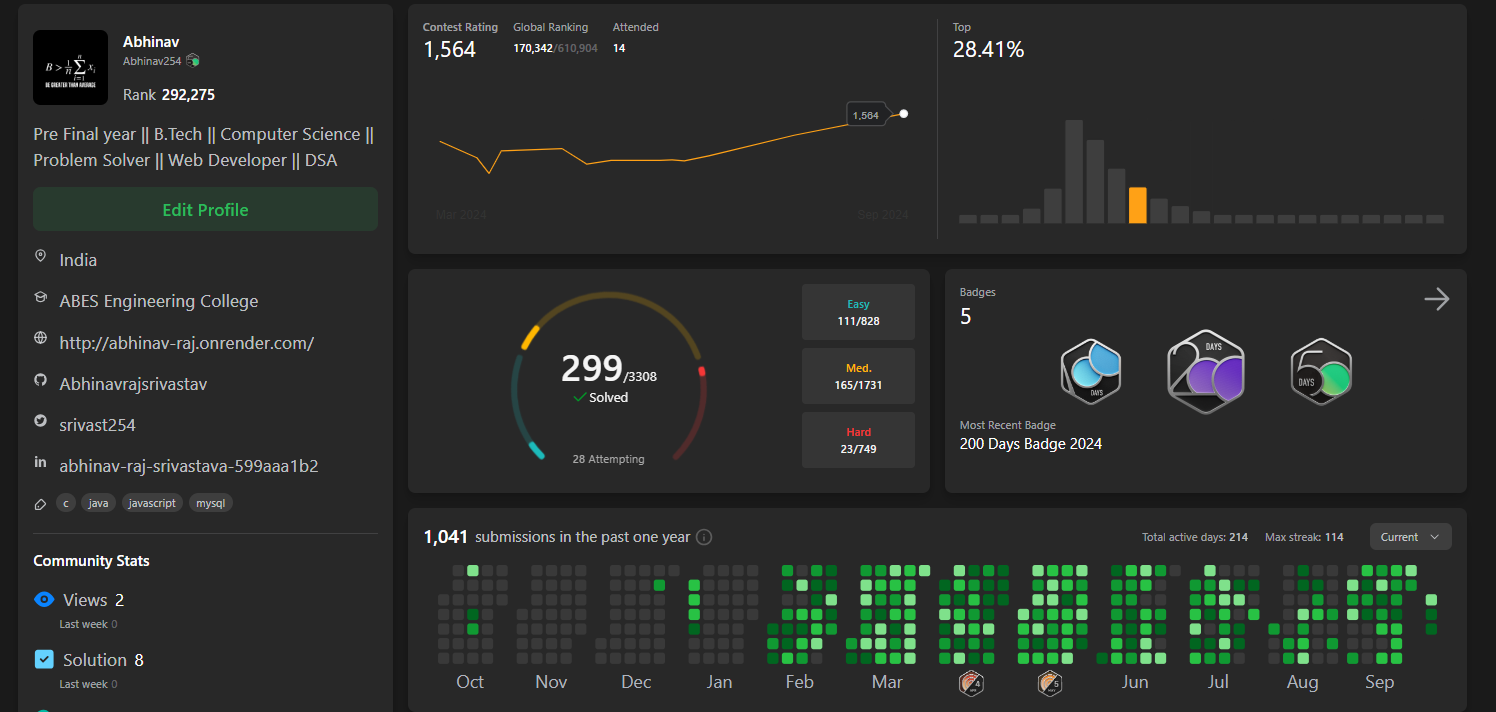 B > 1/n Σ xᵢ
n
i=1
BE GREATER THAN AVERAGE
Abhinav
Abhinav254
Rank 292,275
Pre Final year || B.Tech || Computer Science ||
Problem Solver || Web Developer || DSA
Edit Profile
India
ABES Engineering College
http://abhinav-raj.onrender.com/
Abhinavrajsrivastav
srivast254
abhinav-raj-srivastava-599aaa1b2
c java javascript mysql
Community Stats
Views 2
Last week 0
Solution 8
Last week 0
Contest Rating Global Ranking Attended
1,564 170,342/610,904 14
1,564
Mar 2024 Sep 2024
Top
28.41%
299/3308
Solved
28 Attempting
Easy
111/828
Med.
165/1731
Hard
23/749
Badges
5
100 DAYS
200 DAYS
50 DAYS
Most Recent Badge
200 Days Badge 2024
1,041 submissions in the past one year
Total active days: 214 Max streak: 114 Current
Oct Nov Dec Jan Feb Mar 4 5 Jun Jul Aug Sep